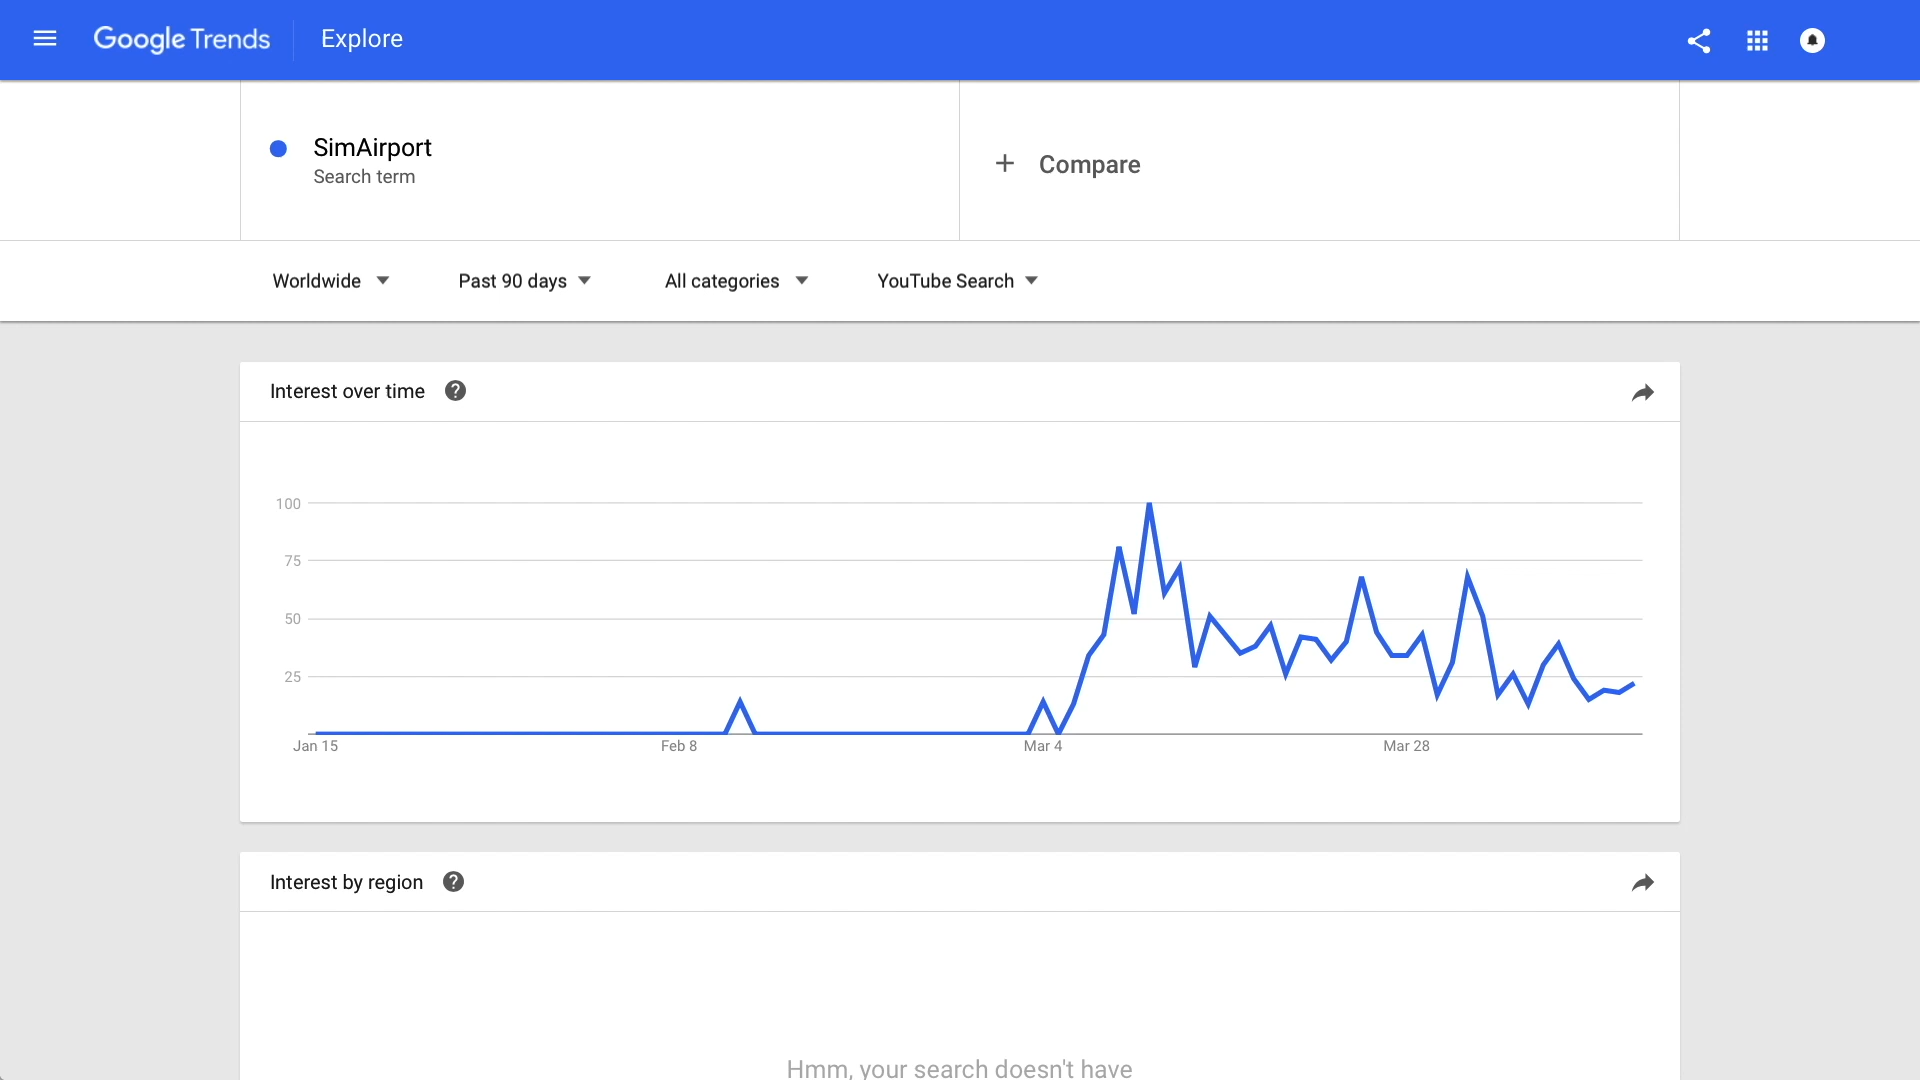 Google Trends
Explore
SimAirport
Search term
+ Compare
Worldwide
Past 90 days
All categories
YouTube Search
Interest over time ?
100
75
50
25
Jan 15
Feb 8
Mar 4
Mar 28
Interest by region ?
Hmm, your search doesn't have